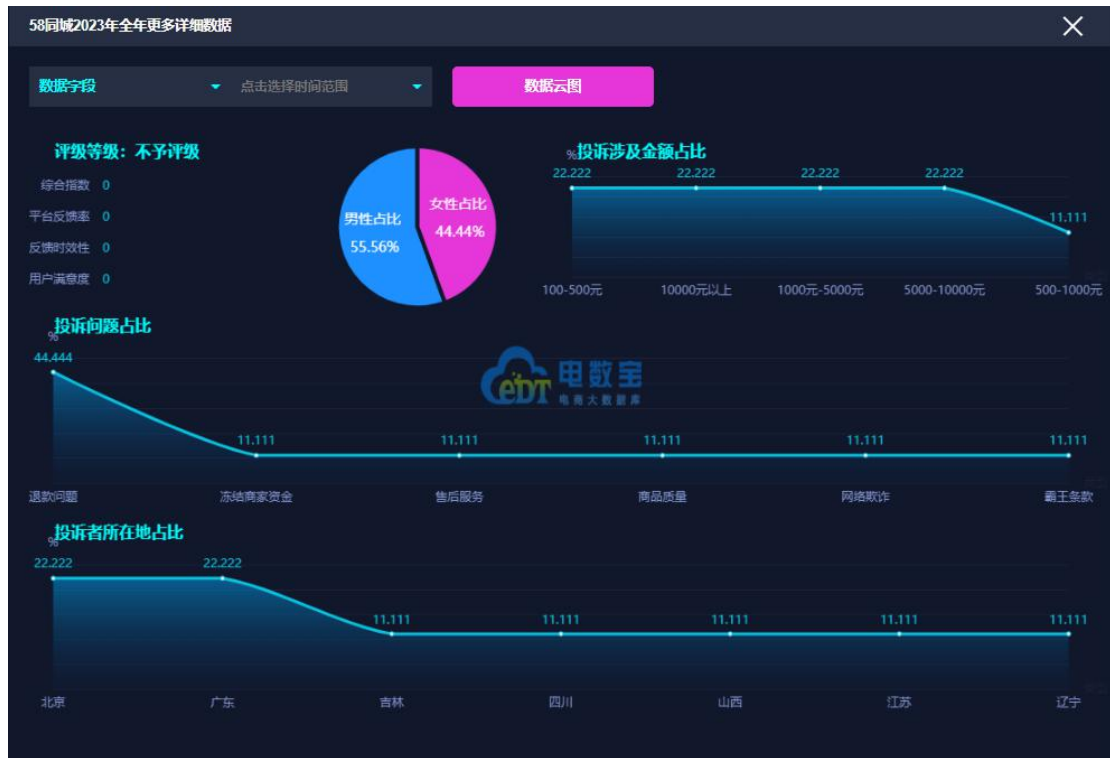 58同城2023年全年更多详细数据
数据字段
点击选择时间范围
数据云图
评级等级：不予评级
综合指数 0
平台反馈率 0
反馈时效性 0
用户满意度 0
男性占比
55.56%
女性占比
44.44%
%
投诉涉及金额占比
22.222 22.222 22.222 22.222 11.111
100-500元 10000元以上 1000元-5000元 5000-10000元 500-1000元
投诉问题占比
%
44.444 11.111 11.111 11.111 11.111 11.111
退款问题 冻结商家资金 售后服务 商品质量 网络欺诈 霸王条款
电数宝
电商大数据库
ebDT
投诉者所在地占比
%
22.222 22.222 11.111 11.111 11.111 11.111 11.111
北京 广东 吉林 四川 山西 江苏 辽宁